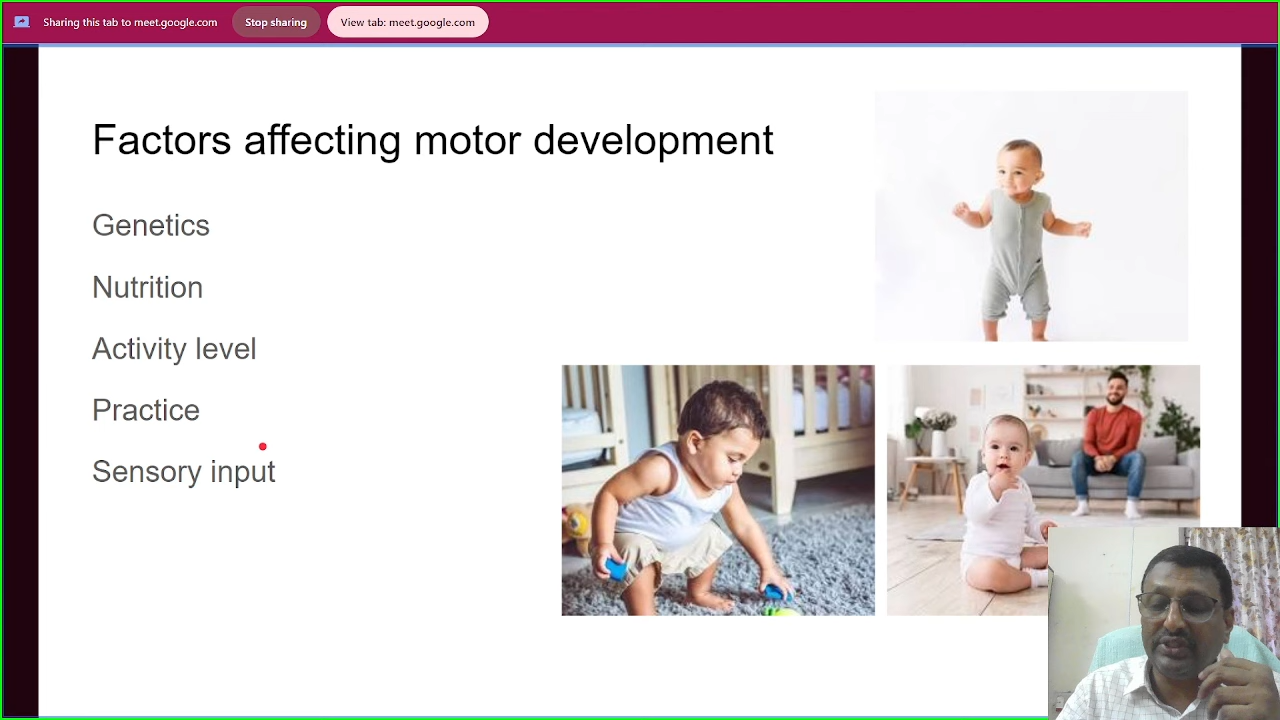 Sharing this tab to meet.google.com
Stop sharing
View tab: meet.google.com
Factors affecting motor development
Genetics
Nutrition
Activity level
Practice
Sensory input